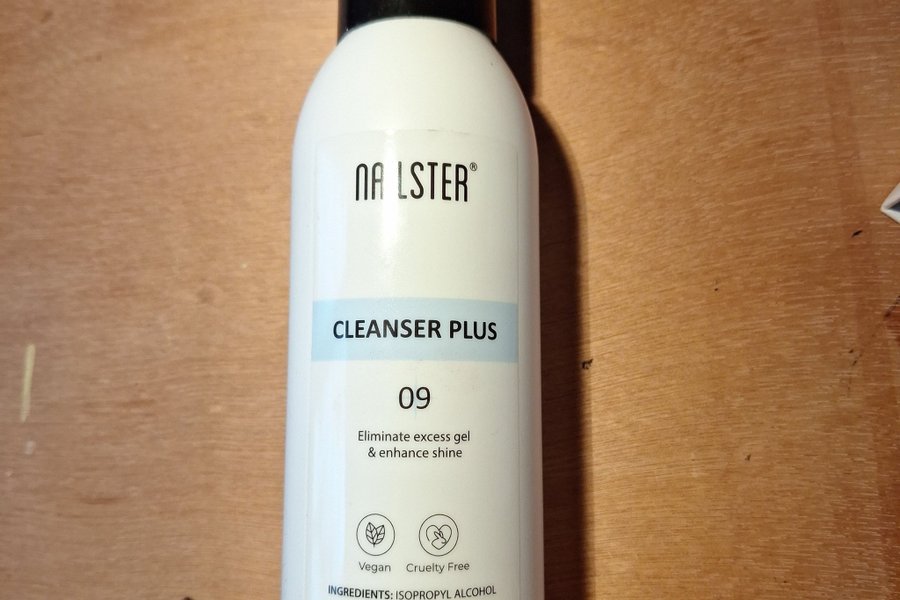 NAILSTER®
CLEANSER PLUS
09
Eliminate excess gel
& enhance shine
Vegan Cruelty Free
INGREDIENTS: ISOPROPYL ALCOHOL